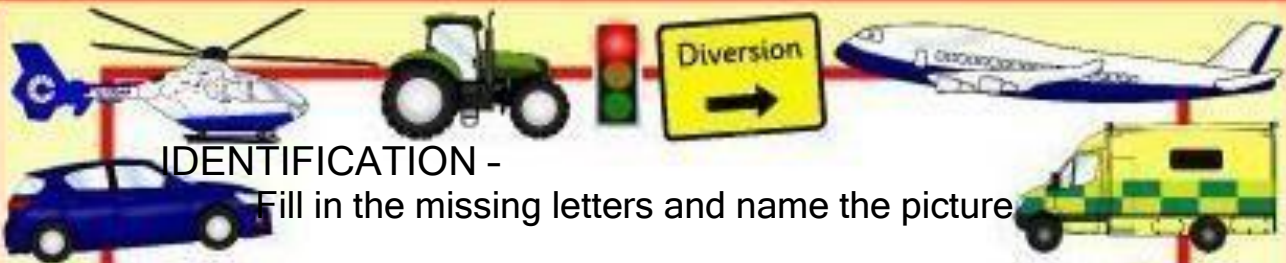 Diversion
IDENTIFICATION -
Fill in the missing letters and name the picture